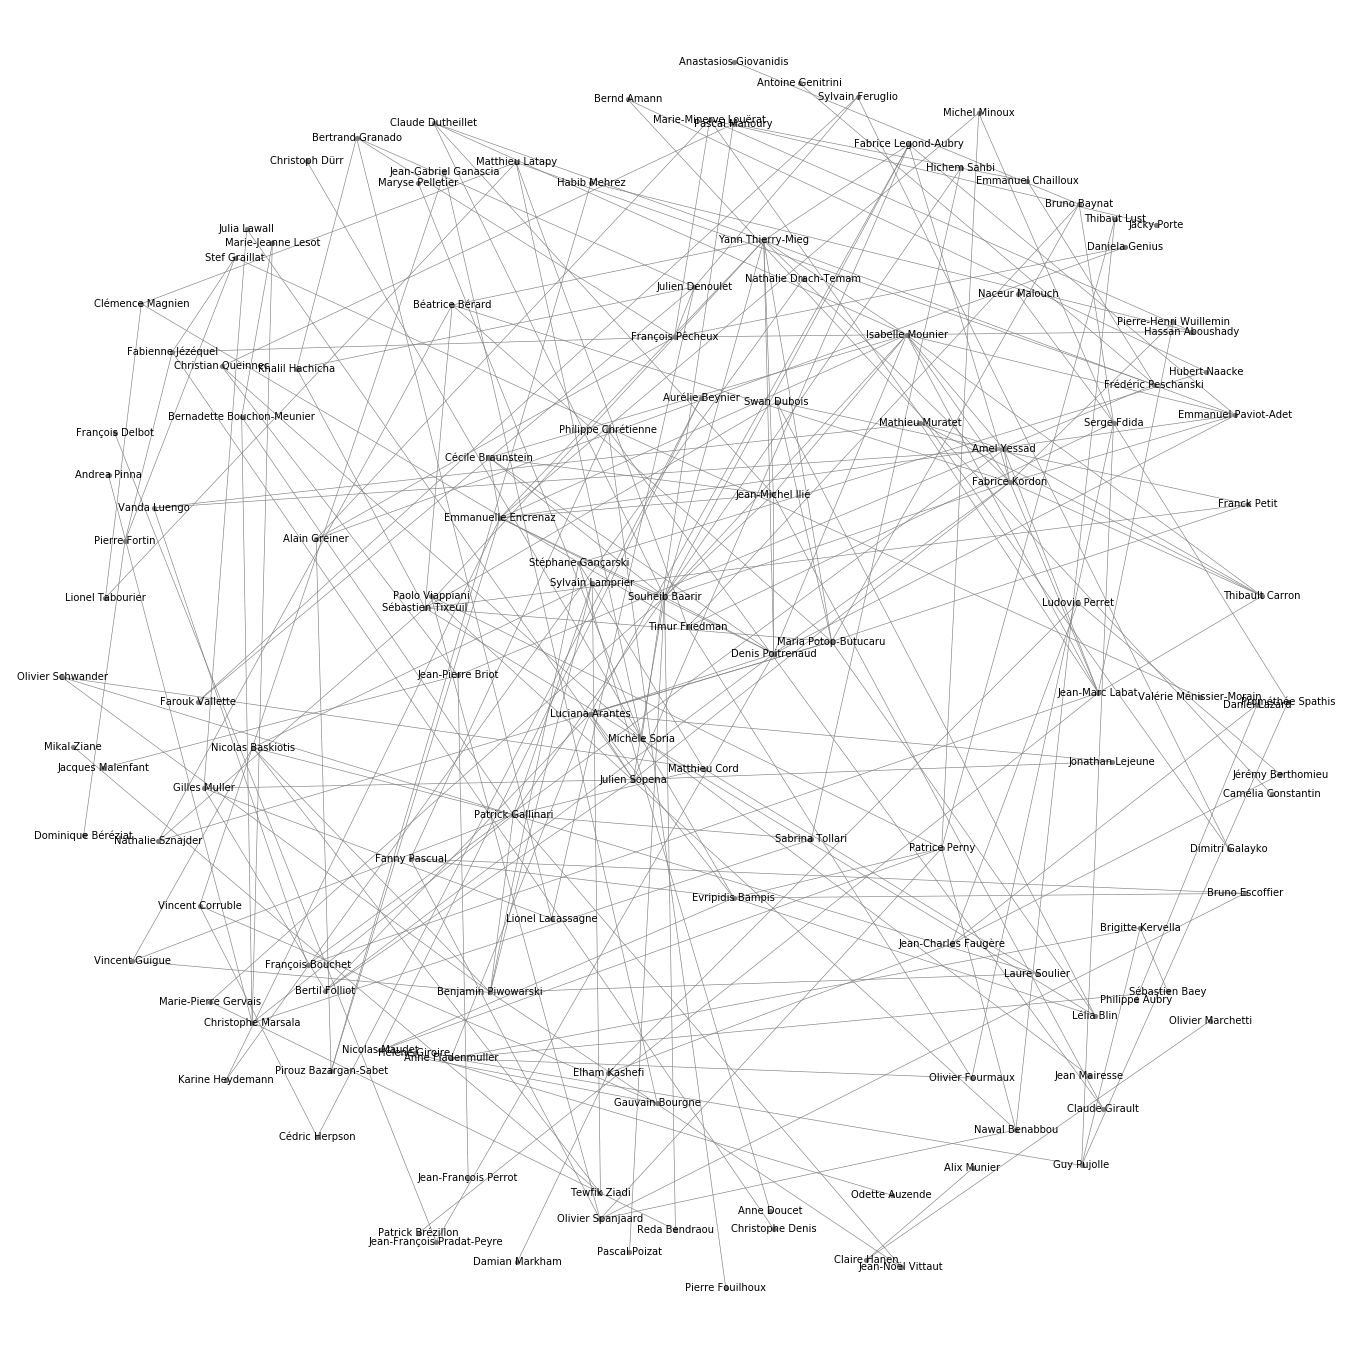 Anastasios Giovanidis
Antoine Genitrini
Bernd Amann
Sylvain Feruglio
Michel Minoux
Marie-Minerve Louërat
Pascal Manoury
Claude Dutheillet
Bertrand Granado
Fabrice Legond-Aubry
Christoph Dürr
Matthieu Latapy
Hichem Sahbi
Jean-Gabriel Ganascia
Emmanuel Chailloux
Maryse Pelletier
Habib Mehrez
Bruno Baynat
Thibaut Lust
Jacky Porte
Julia Lawall
Yann Thierry-Mieg
Marie-Jeanne Lesot
Daniela Genius
Stef Graillat
Nathalie Drach-Temam
Julien Denoulet
Naceur Malouch
Clémence Magnien
Béatrice Bérard
Pierre-Henri Wuillemin
Hassan Aboushady
Isabelle Mounier
François Pêcheux
Fabienne Jézéquel
Christian Queinnec
Khalil Hachicha
Hubert Naacke
Frédéric Peschanski
Aurélie Beynier
Swan Dubois
Bernadette Bouchon-Meunier
Emmanuel Paviot-Adet
Mathieu Muratet
Serge Fdida
François Delbot
Philippe Chrétienne
Amel Yessad
Cécile Braunstein
Andrea Pinna
Fabrice Kordon
Jean-Michel Ilié
Franck Petit
Vanda Luengo
Emmanuelle Encrenaz
Pierre Fortin
Alain Greiner
Stéphane Gançarski
Sylvain Lamprier
Lionel Tabourier
Paolo Viappiani
Souheib Baarir
Thibault Carron
Ludovic Perret
Sébastien Tixeuil
Timur Friedman
Maria Potop-Butucaru
Denis Poitrenaud
Jean-Pierre Briot
Olivier Schwander
Jean-Marc Labat
Valérie Ménissier-Morain
Farouk Vallette
Prométhée Spathis
Daniel Lazard
Luciana Arantes
Michèle Soria
Mikal Ziane
Nicolas Baskiotis
Jonathan Lejeune
Jacques Malenfant
Matthieu Cord
Jérémy Berthomieu
Julien Sopena
Gilles Muller
Camélia Constantin
Patrick Gallinari
Dominique Béréziat
Nathalie Sznajder
Sabrina Tollari
Patrice Perny
Dimitri Galayko
Fanny Pascual
Bruno Escoffier
Evripidis Bampis
Vincent Corruble
Lionel Lacassagne
Brigitte Kervella
Jean-Charles Faugère
Vincent Guigue
François Bouchet
Laure Soulier
Bertil Folliot
Benjamin Piwowarski
Sébastien Baey
Philippe Aubry
Marie-Pierre Gervais
Lélia Blin
Olivier Marchetti
Christophe Marsala
Nicolas Maudet
Hélène Giroire
Anne Fladenmuller
Pirouz Bazargan-Sabet
Elham Kashefi
Jean Mairesse
Olivier Fourmaux
Karine Heydemann
Gauvain Bourgne
Claude Girault
Nawal Benabbou
Cédric Herpson
Guy Pujolle
Alix Munier
Jean-François Perrot
Tewfik Ziadi
Odette Auzende
Anne Doucet
Olivier Spanjaard
Christophe Denis
Reda Bendraou
Patrick Brézillon
Jean-François Pradat-Peyre
Pascal Poizat
Damian Markham
Claire Hanen
Jean-Noël Vittaut
Pierre Fouilhoux